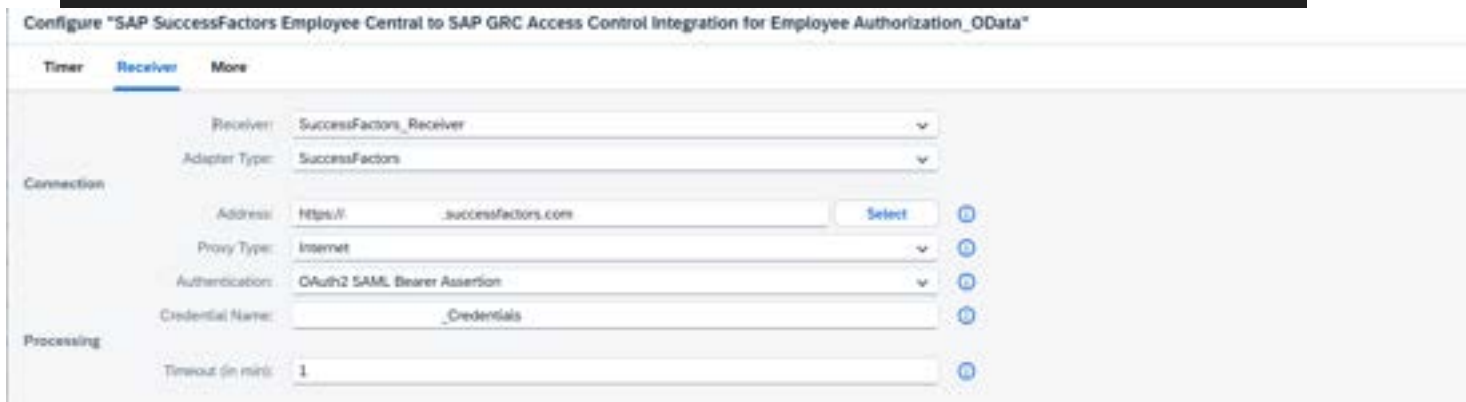 Configure "SAP SuccessFactors Employee Central to SAP GRC Access Control Integration for Employee Authorization_OData"
Timer Receiver More
Receiver: SuccessFactors_Receiver
Adapter Type: SuccessFactors
Connection
Address: https:// .successfactors.com Select
Proxy Type: Internet
Authentication: OAuth2 SAML Bearer Assertion
Credential Name: _Credentials
Processing
Timeout (in min): 1